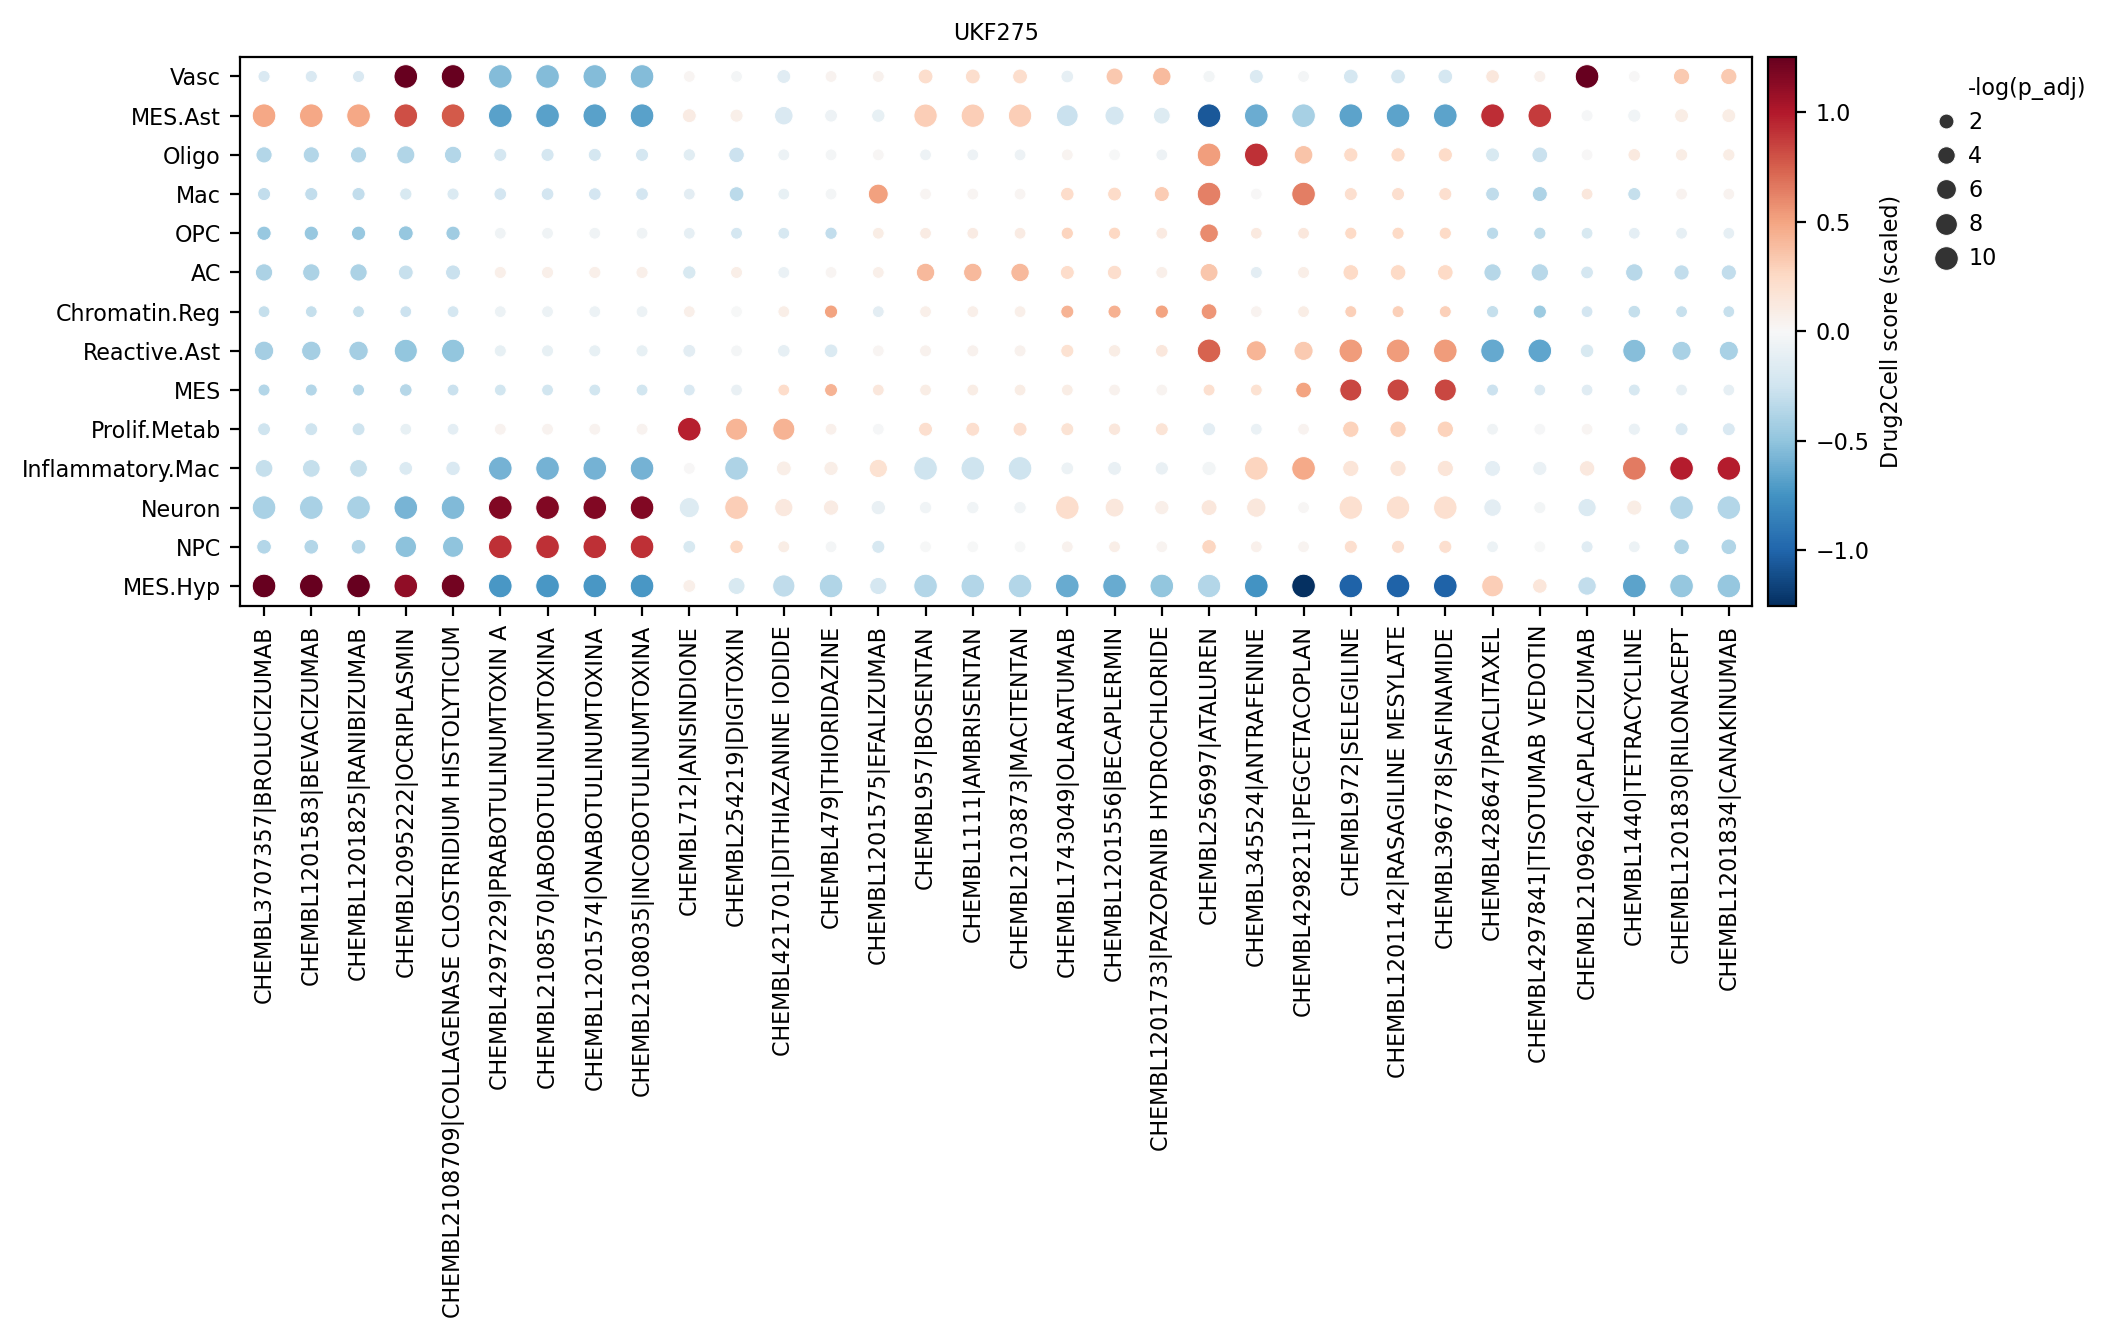 UKF275
Vasc
MES.Ast
Oligo
Mac
OPC
AC
Chromatin.Reg
Reactive.Ast
MES
Prolif.Metab
Inflammatory.Mac
Neuron
NPC
MES.Hyp
CHEMBL3707357|BROLUCIZUMAB
CHEMBL1201583|BEVACIZUMAB
CHEMBL1201825|RANIBIZUMAB
CHEMBL2095222|OCRIPLASMIN
CHEMBL2108709|COLLAGENASE CLOSTRIDIUM HISTOLYTICUM
CHEMBL4297229|PRABOTULINUMTOXIN A
CHEMBL2108570|ABOBOTULINUMTOXINA
CHEMBL1201574|ONABOTULINUMTOXINA
CHEMBL2108035|INCOBOTULINUMTOXINA
CHEMBL712|ANISINDIONE
CHEMBL254219|DIGITOXIN
CHEMBL421701|DITHIAZANINE IODIDE
CHEMBL479|THIORIDAZINE
CHEMBL1201575|EFALIZUMAB
CHEMBL957|BOSENTAN
CHEMBL1111|AMBRISENTAN
CHEMBL2103873|MACITENTAN
CHEMBL1743049|OLARATUMAB
CHEMBL1201556|BECAPLERMIN
CHEMBL1201733|PAZOPANIB HYDROCHLORIDE
CHEMBL256997|ATALUREN
CHEMBL345524|ANTRAFENINE
CHEMBL4298211|PEGCETACOPLAN
CHEMBL972|SELEGILINE
CHEMBL1201142|RASAGILINE MESYLATE
CHEMBL396778|SAFINAMIDE
CHEMBL428647|PACLITAXEL
CHEMBL4297841|TISOTUMAB VEDOTIN
CHEMBL2109624|CAPLACIZUMAB
CHEMBL1440|TETRACYCLINE
CHEMBL1201830|RILONACEPT
CHEMBL1201834|CANAKINUMAB
1.0
0.5
0.0
−0.5
−1.0
Drug2Cell score (scaled)
-log(p_adj)
2
4
6
8
10